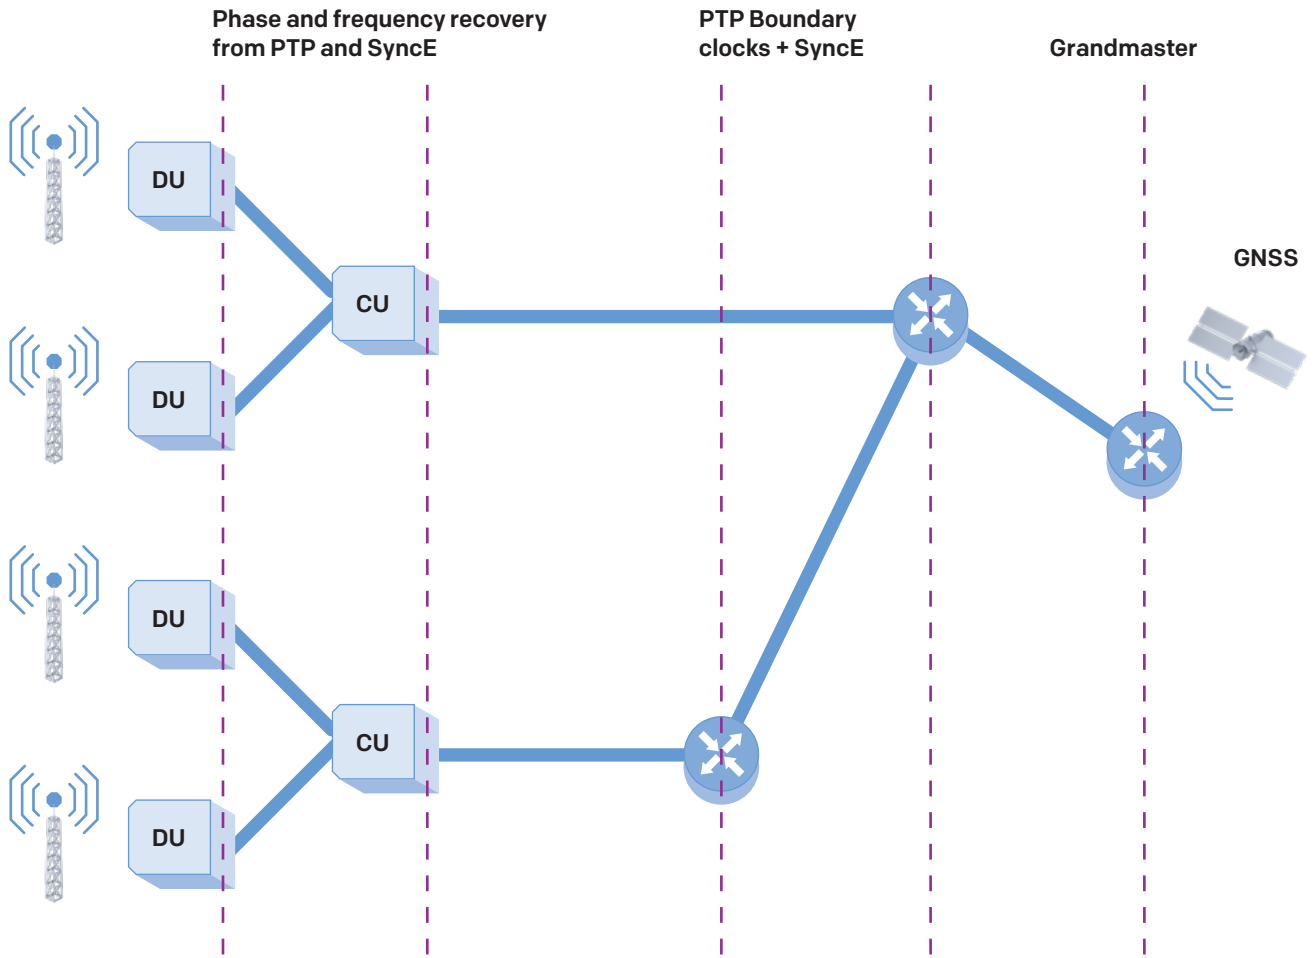 Phase and frequency recovery
from PTP and SyncE
PTP Boundary
clocks + SyncE
Grandmaster
DU
GNSS
CU
DU
DU
CU
DU